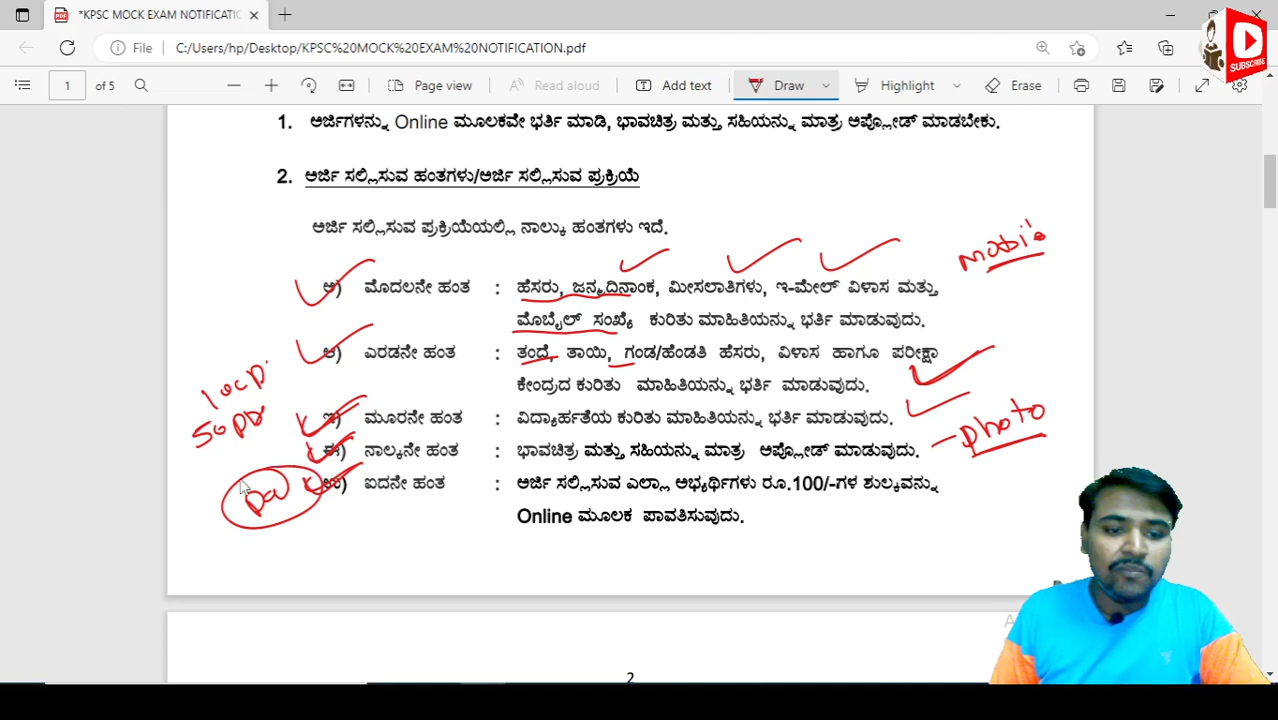 *KPSC MOCK EXAM NOTIFICATIO
File C:/Users/hp/Desktop/KPSC%20MOCK%20EXAM%20NOTIFICATION.pdf
SUBSCRIBE
1 of 5 Page view Read aloud Add text Draw Highlight Erase
1. ಅರ್ಜಿಗಳನ್ನು Online ಮೂಲಕವೇ ಭರ್ತಿ ಮಾಡಿ, ಭಾವಚಿತ್ರ ಮತ್ತು ಸಹಿಯನ್ನು ಮಾತ್ರ ಅಪ್ಲೋಡ್ ಮಾಡಬೇಕು.
2. ಅರ್ಜಿ ಸಲ್ಲಿಸುವ ಹಂತಗಳು/ಅರ್ಜಿ ಸಲ್ಲಿಸುವ ಪ್ರಕ್ರಿಯೆ
ಅರ್ಜಿ ಸಲ್ಲಿಸುವ ಪ್ರಕ್ರಿಯೆಯಲ್ಲಿ ನಾಲ್ಕು ಹಂತಗಳು ಇದೆ.
ಅ) ಮೊದಲನೇ ಹಂತ : ಹೆಸರು, ಜನ್ಮದಿನಾಂಕ, ಮೀಸಲಾತಿಗಳು, ಇ-ಮೇಲ್ ವಿಳಾಸ ಮತ್ತು
ಮೊಬೈಲ್ ಸಂಖ್ಯೆ ಕುರಿತು ಮಾಹಿತಿಯನ್ನು ಭರ್ತಿ ಮಾಡುವುದು.
ಆ) ಎರಡನೇ ಹಂತ : ತಂದೆ, ತಾಯಿ, ಗಂಡ/ಹೆಂಡತಿ ಹೆಸರು, ವಿಳಾಸ ಹಾಗೂ ಪರೀಕ್ಷಾ
ಕೇಂದ್ರದ ಕುರಿತು ಮಾಹಿತಿಯನ್ನು ಭರ್ತಿ ಮಾಡುವುದು.
ಇ) ಮೂರನೇ ಹಂತ : ವಿದ್ಯಾರ್ಹತೆಯ ಕುರಿತು ಮಾಹಿತಿಯನ್ನು ಭರ್ತಿ ಮಾಡುವುದು.
photo
ಈ) ನಾಲ್ಕನೇ ಹಂತ : ಭಾವಚಿತ್ರ ಮತ್ತು ಸಹಿಯನ್ನು ಮಾತ್ರ ಅಪ್ಲೋಡ್ ಮಾಡುವುದು.
ಉ) ಐದನೇ ಹಂತ : ಅರ್ಜಿ ಸಲ್ಲಿಸುವ ಎಲ್ಲಾ ಅಭ್ಯರ್ಥಿಗಳು ರೂ.100/-ಗಳ ಶುಲ್ಕವನ್ನು
Online ಮೂಲಕ ಪಾವತಿಸುವುದು.
2